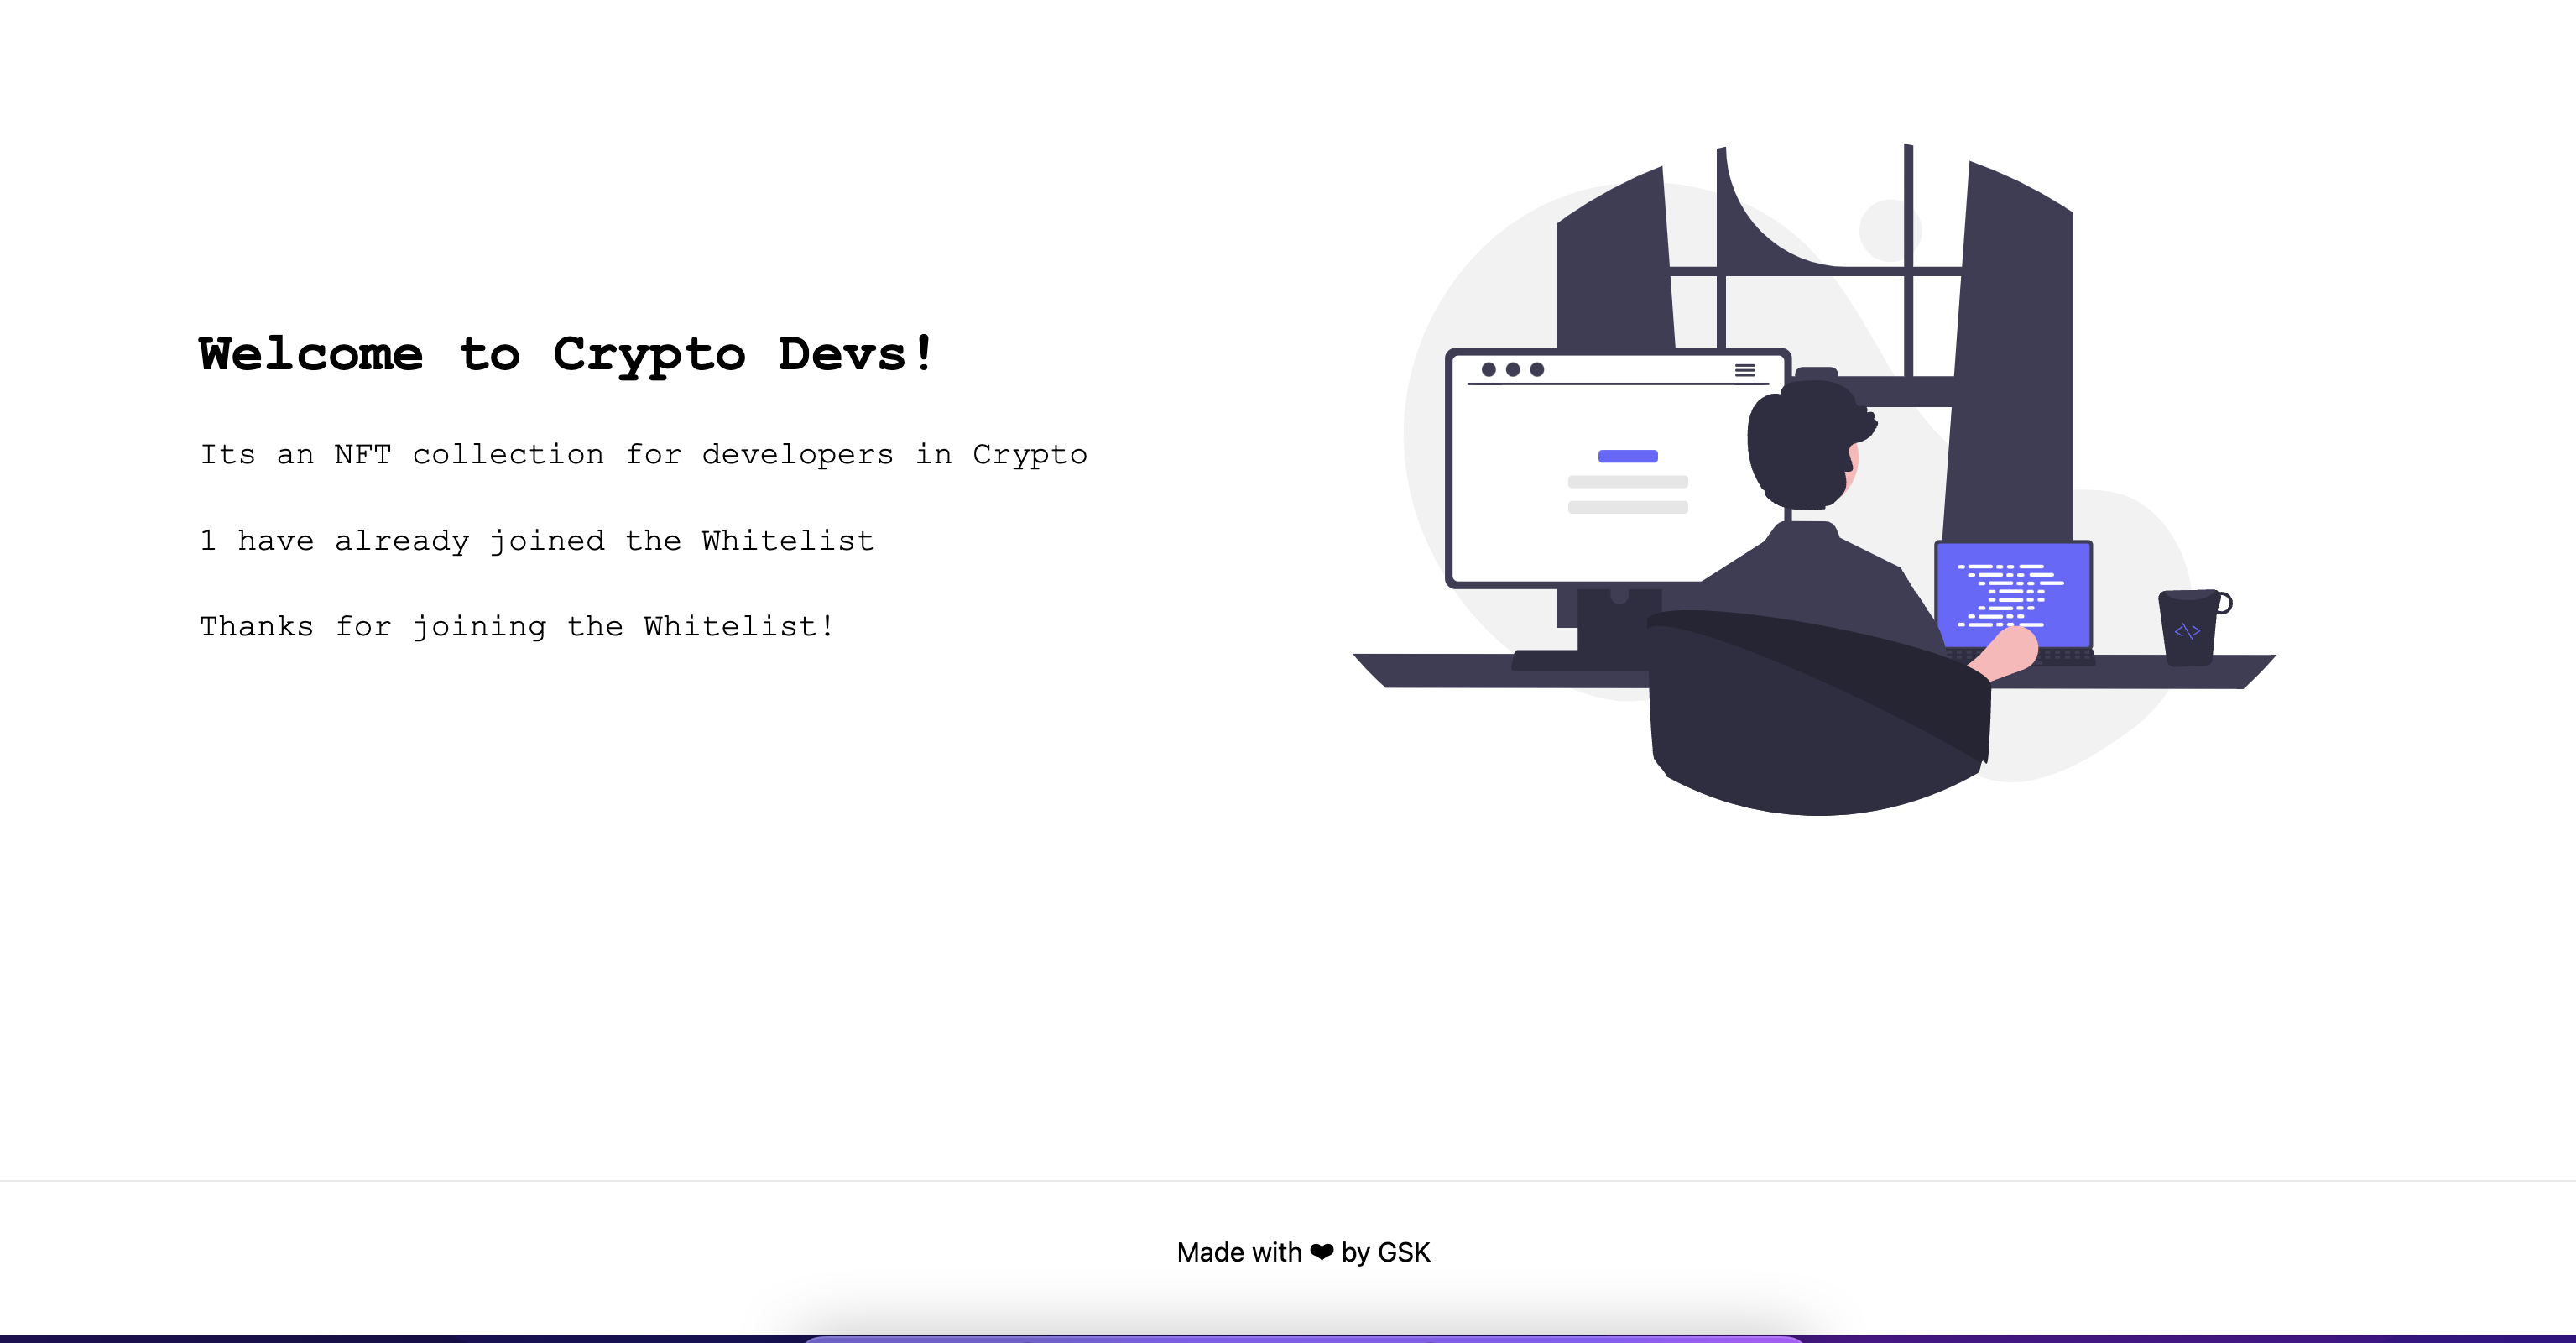 Welcome to Crypto Devs!
Its an NFT collection for developers in Crypto
1 have already joined the Whitelist
Thanks for joining the Whitelist!
<\>
Made with ❤ by GSK